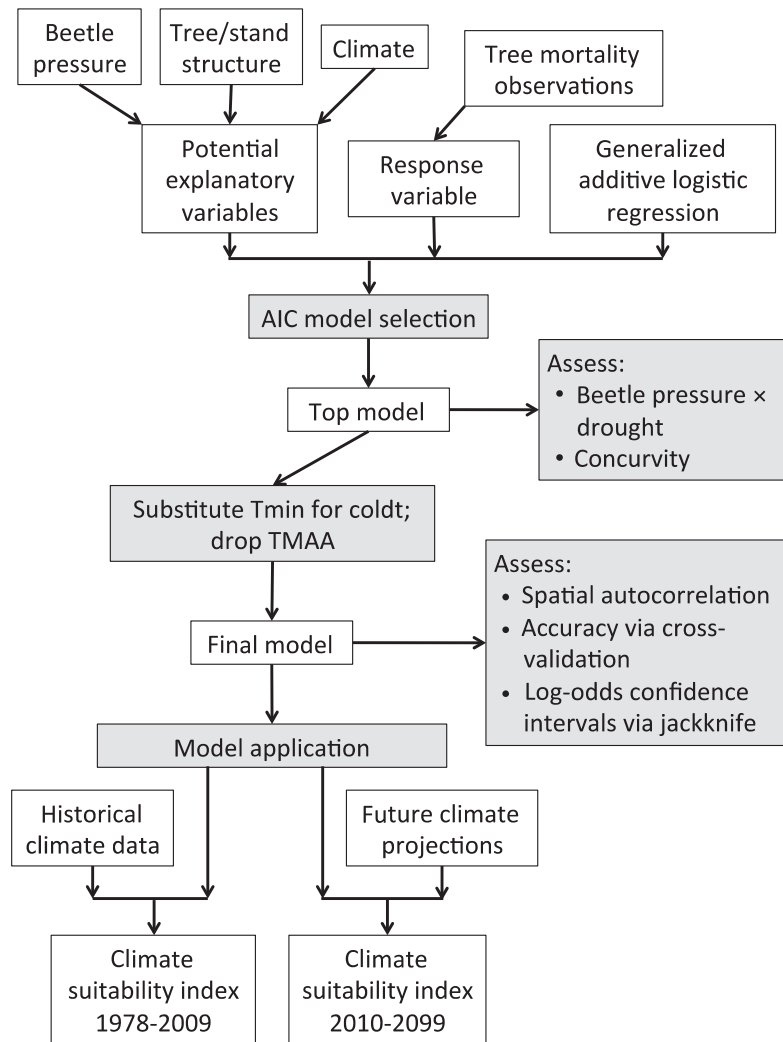 Beetle
pressure
Tree/stand
structure
Climate
Tree mortality
observations
Potential
explanatory
variables
Response
variable
Generalized
additive logistic
regression
AIC model selection
Top model
Assess:
• Beetle pressure ×
drought
• Concurvity
Substitute Tmin for coldt;
drop TMAA
Final model
Assess:
• Spatial autocorrelation
• Accuracy via cross-
validation
• Log-odds confidence
intervals via jackknife
Model application
Historical
climate data
Future climate
projections
Climate
suitability index
1978-2009
Climate
suitability index
2010-2099